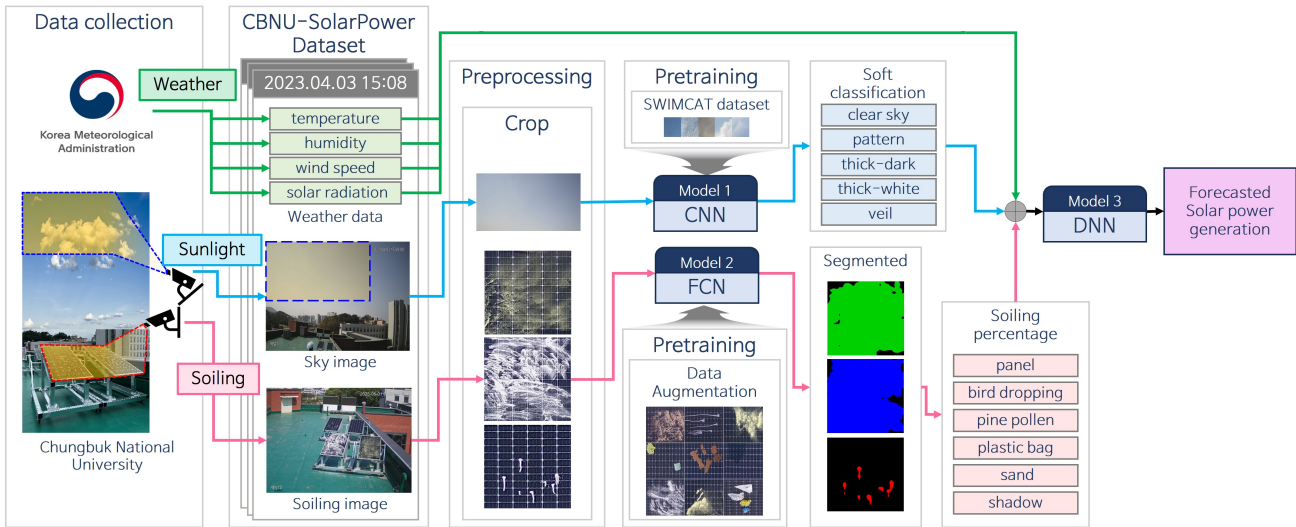 Data collection
Korea Meteorological
Administration
Chungbuk National
University
Weather
Sunlight
Soiling
CBNU-SolarPower
Dataset
2023.04.03 15:08
temperature
humidity
wind speed
solar radiation
Weather data
Sky image
Soiling image
Preprocessing
Crop
Pretraining
SWIMCAT dataset
Model 1
CNN
Model 2
FCN
Pretraining
Data
Augmentation
Soft
classification
clear sky
pattern
thick-dark
thick-white
veil
Segmented
Soiling
percentage
panel
bird dropping
pine pollen
plastic bag
sand
shadow
Model 3
DNN
Forecasted
Solar power
generation